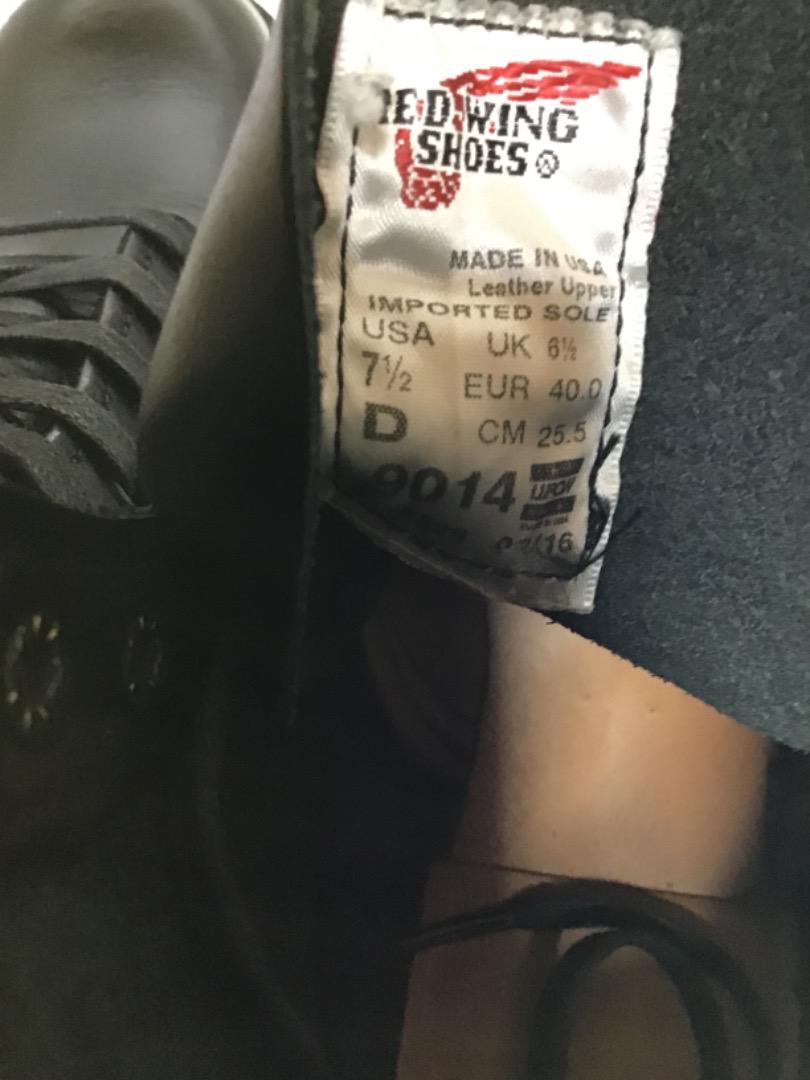 RED WING
SHOES®
MADE IN USA
Leather Upper
IMPORTED SOLE
USA UK 6½
7½ EUR 40.0
D CM 25.5
9014
/16